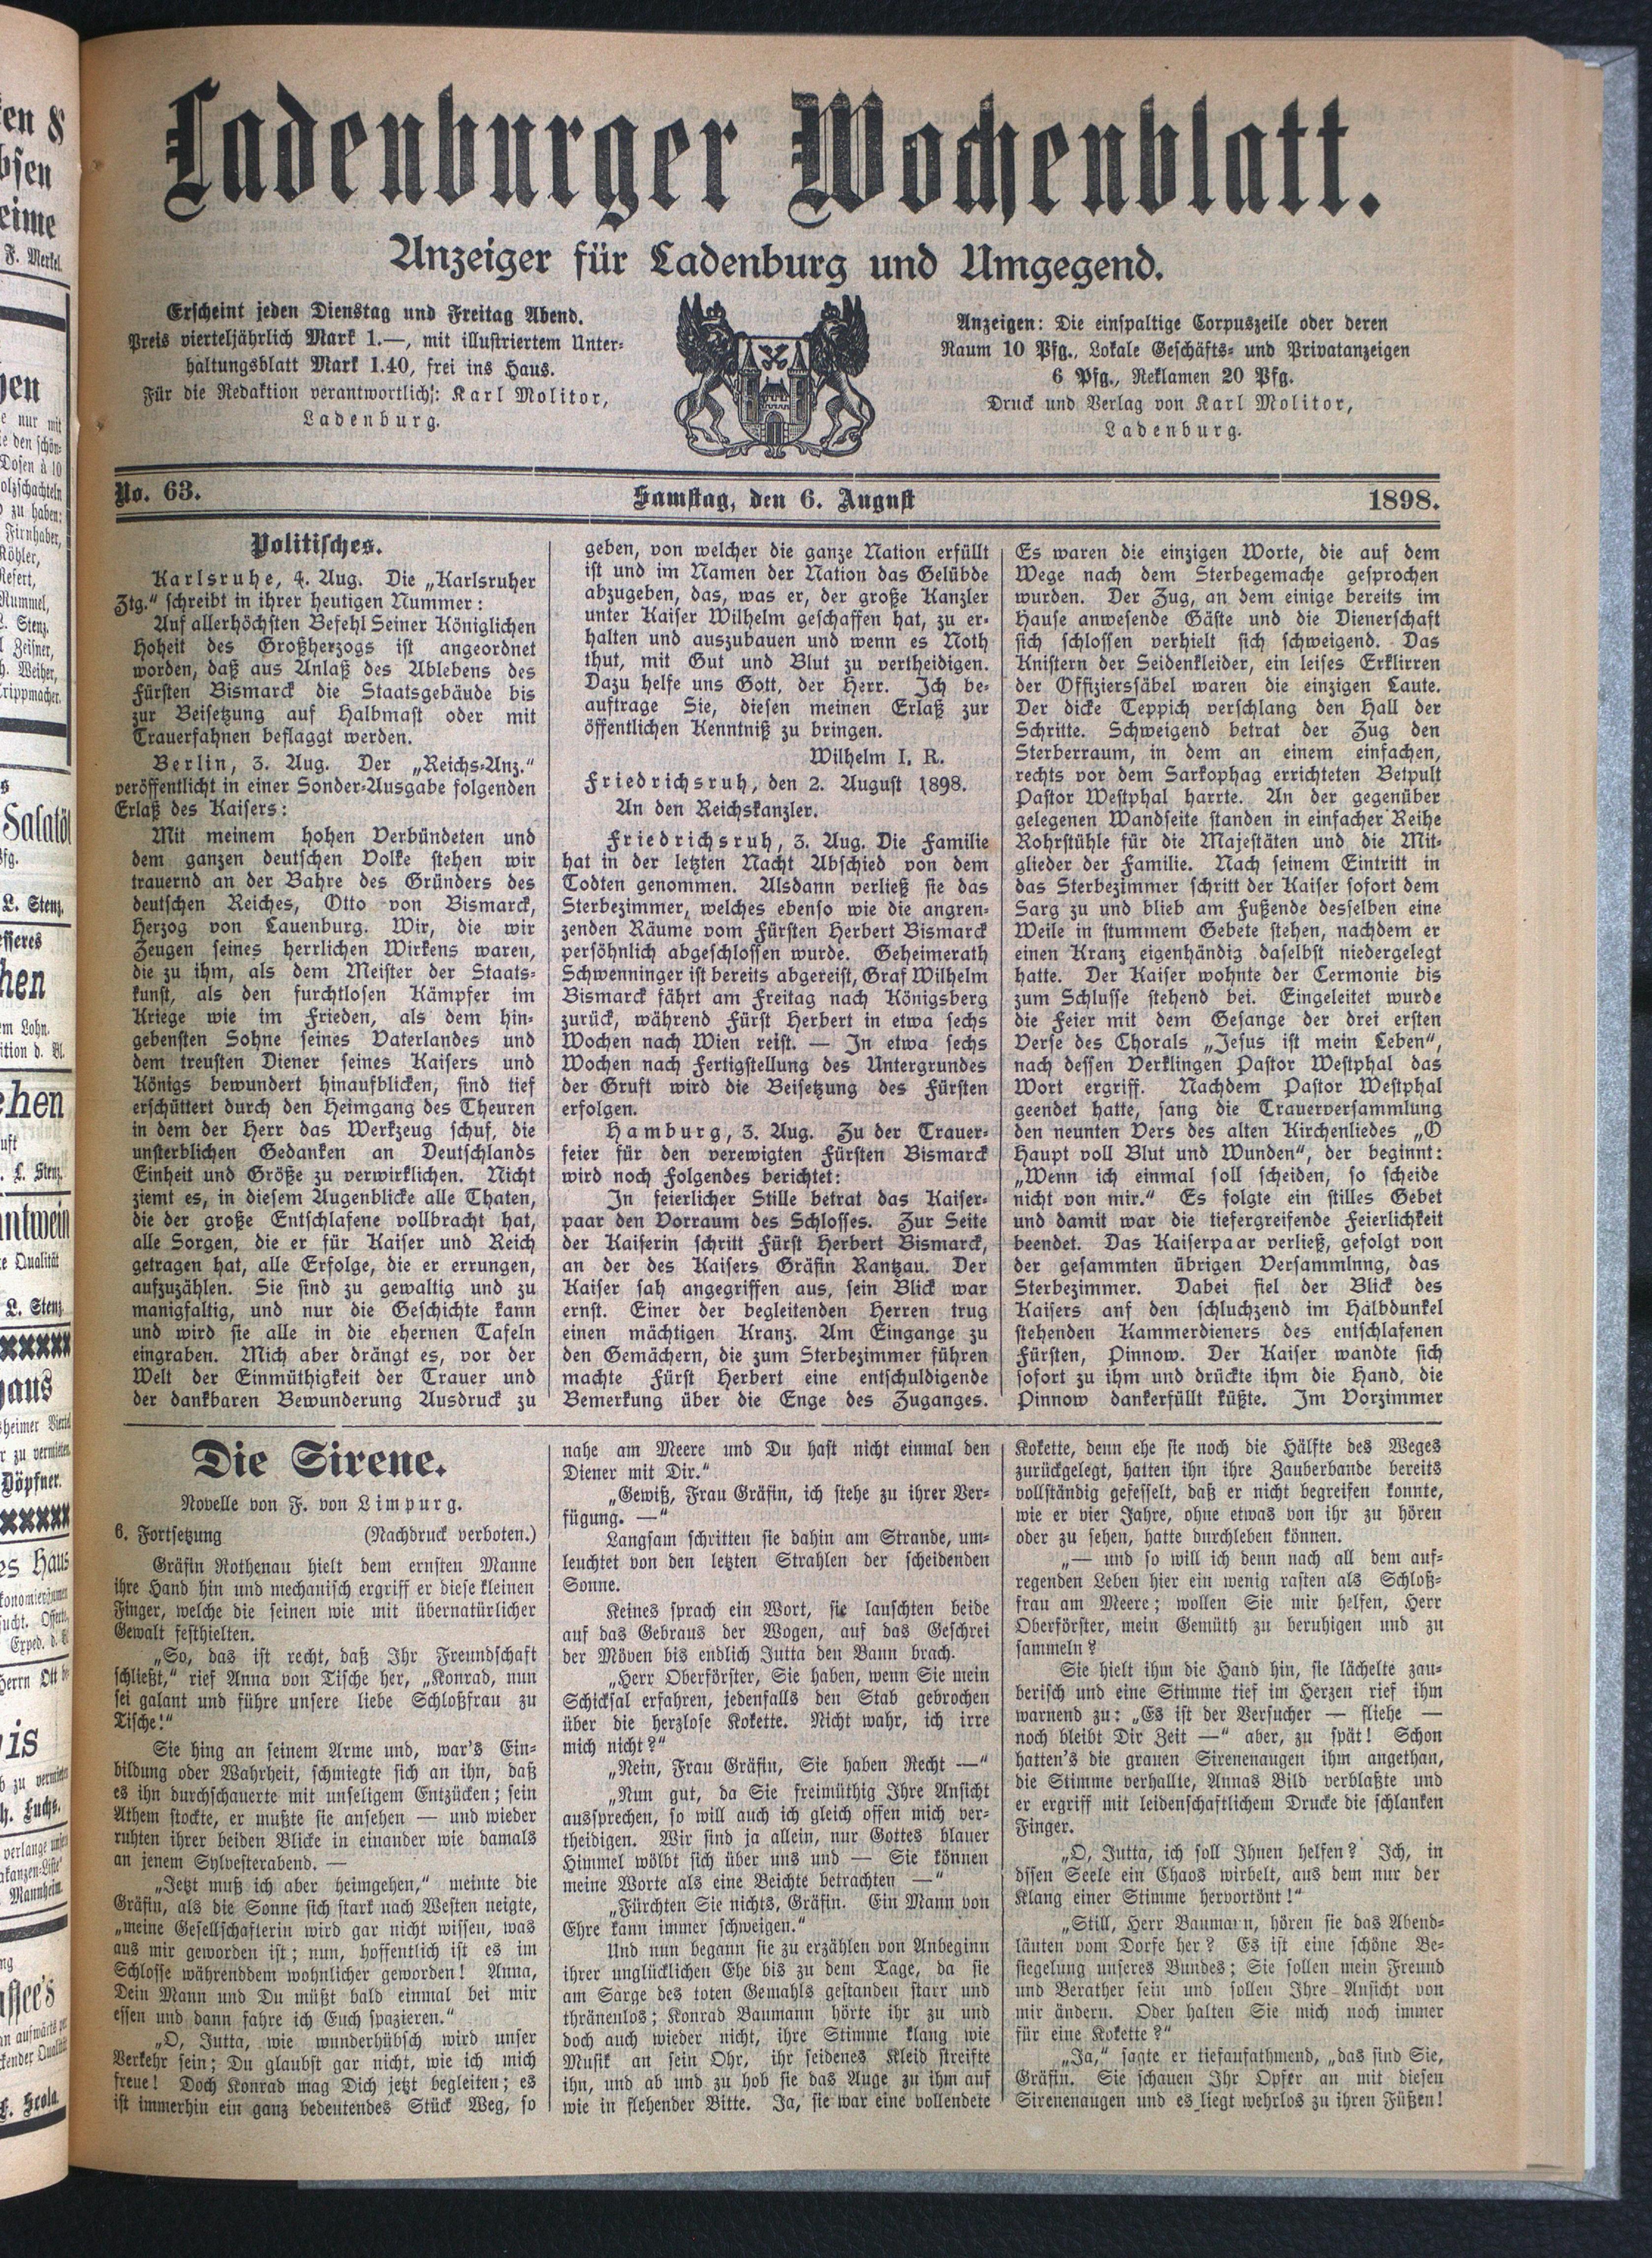 Ladenburger Wochenblatt.
Anzeiger für Ladenburg und Umgegend.
Erscheint jeden Dienstag und Freitag Abend.
Preis vierteljährlich Mark 1.—, mit illustriertem Unter-
haltungsblatt Mark 1.40, frei ins Haus.
Für die Redaktion verantwortlich: Karl Molitor,
Ladenburg.
Anzeigen: Die einspaltige Corpuszeile oder deren
Raum 10 Pfg., Lokale Geschäfts- und Privatanzeigen
6 Pfg., Reklamen 20 Pfg.
Druck und Verlag von Karl Molitor,
Ladenburg.
No. 63.
Samstag, den 6. August
1898.
Politisches.
Karlsruhe, 4. Aug. Die „Karlsruher
Ztg.“ schreibt in ihrer heutigen Nummer:
Auf allerhöchsten Befehl Seiner Königlichen
Hoheit des Großherzogs ist angeordnet
worden, daß aus Anlaß des Ablebens des
Fürsten Bismarck die Staatsgebäude bis
zur Beisetzung auf Halbmast oder mit
Trauerfahnen beflaggt werden.
Berlin, 3. Aug. Der „Reichs-Anz.“
veröffentlicht in einer Sonder-Ausgabe folgenden
Erlaß des Kaisers:
Mit meinem hohen Verbündeten und
dem ganzen deutschen Volke stehen wir
trauernd an der Bahre des Gründers des
deutschen Reiches, Otto von Bismarck,
Herzog von Lauenburg. Wir, die wir
Zeugen seines herrlichen Wirkens waren,
die zu ihm, als dem Meister der Staats-
kunst, als den furchtlosen Kämpfer im
Kriege wie im Frieden, als dem hin-
gebensten Sohne seines Vaterlandes und
dem treusten Diener seines Kaisers und
Königs bewundert hinaufblicken, sind tief
erschüttert durch den Heimgang des Theuren
in dem der Herr das Werkzeug schuf, die
unsterblichen Gedanken an Deutschlands
Einheit und Größe zu verwirklichen. Nicht
ziemt es, in diesem Augenblicke alle Thaten,
die der große Entschlafene vollbracht hat,
alle Sorgen, die er für Kaiser und Reich
getragen hat, alle Erfolge, die er errungen,
aufzuzählen. Sie sind zu gewaltig und zu
manigfaltig, und nur die Geschichte kann
und wird sie alle in die ehernen Tafeln
eingraben. Mich aber drängt es, vor der
Welt der Einmüthigkeit der Trauer und
der dankbaren Bewunderung Ausdruck zu
geben, von welcher die ganze Nation erfüllt
ist und im Namen der Nation das Gelübde
abzugeben, das, was er, der große Kanzler
unter Kaiser Wilhelm geschaffen hat, zu er-
halten und auszubauen und wenn es Noth
thut, mit Gut und Blut zu vertheidigen.
Dazu helfe uns Gott, der Herr. Ich be-
auftrage Sie, diesen meinen Erlaß zur
öffentlichen Kenntniß zu bringen.
Wilhelm I. R.
Friedrichsruh, den 2. August 1898.
An den Reichskanzler.
Friedrichsruh, 3. Aug. Die Familie
hat in der letzten Nacht Abschied von dem
Todten genommen. Alsdann verließ sie das
Sterbezimmer, welches ebenso wie die angren-
zenden Räume vom Fürsten Herbert Bismarck
persöhnlich abgeschlossen wurde. Geheimerath
Schwenninger ist bereits abgereist, Graf Wilhelm
Bismarck fährt am Freitag nach Königsberg
zurück, während Fürst Herbert in etwa sechs
Wochen nach Wien reist. — In etwa sechs
Wochen nach Fertigstellung des Untergrundes
der Gruft wird die Beisetzung des Fürsten
erfolgen.
Hamburg, 3. Aug. Zu der Trauer-
feier für den verewigten Fürsten Bismarck
wird noch Folgendes berichtet:
In feierlicher Stille betrat das Kaiser-
paar den Vorraum des Schlosses. Zur Seite
der Kaiserin schritt Fürst Herbert Bismarck,
an der des Kaisers Gräfin Rantzau. Der
Kaiser sah angegriffen aus, sein Blick war
ernst. Einer der begleitenden Herren trug
einen mächtigen Kranz. Am Eingange zu
den Gemächern, die zum Sterbezimmer führen
machte Fürst Herbert eine entschuldigende
Bemerkung über die Enge des Zuganges.
Es waren die einzigen Worte, die auf dem
Wege nach dem Sterbegemache gesprochen
wurden. Der Zug, an dem einige bereits im
Hause anwesende Gäste und die Dienerschaft
sich schlossen verhielt sich schweigend. Das
Knistern der Seidenkleider, ein leises Erklirren
der Offizierssäbel waren die einzigen Laute.
Der dicke Teppich verschlang den Hall der
Schritte. Schweigend betrat der Zug den
Sterberraum, in dem an einem einfachen,
rechts vor dem Sarkophag errichteten Betpult
Pastor Westphal harrte. An der gegenüber
gelegenen Wandseite standen in einfacher Reihe
Rohrstühle für die Majestäten und die Mit-
glieder der Familie. Nach seinem Eintritt in
das Sterbezimmer schritt der Kaiser sofort dem
Sarg zu und blieb am Fußende desselben eine
Weile in stummem Gebete stehen, nachdem er
einen Kranz eigenhändig daselbst niedergelegt
hatte. Der Kaiser wohnte der Cermonie bis
zum Schlusse stehend bei. Eingeleitet wurde
die Feier mit dem Gesange der drei ersten
Verse des Chorals „Jesus ist mein Leben“,
nach dessen Verklingen Pastor Westphal das
Wort ergriff. Nachdem Pastor Westphal
geendet hatte, sang die Trauerversammlung
den neunten Vers des alten Kirchenliedes „O
Haupt voll Blut und Wunden“, der beginnt:
„Wenn ich einmal soll scheiden, so scheide
nicht von mir.“ Es folgte ein stilles Gebet
und damit war die tiefergreifende Feierlichkeit
beendet. Das Kaiserpaar verließ, gefolgt von
der gesammten übrigen Versammlnng, das
Sterbezimmer. Dabei fiel der Blick des
Kaisers auf den schluchzend im Halbdunkel
stehenden Kammerdieners des entschlafenen
Fürsten, Pinnow. Der Kaiser wandte sich
sofort zu ihm und drückte ihm die Hand, die
Pinnow dankerfüllt küßte. Im Vorzimmer
Die Sirene.
Novelle von F. von Limpurg.
6. Fortsetzung (Nachdruck verboten.)
Gräfin Rothenau hielt dem ernsten Manne
ihre Hand hin und mechanisch ergriff er diese kleinen
Finger, welche die seinen wie mit übernatürlicher
Gewalt festhielten.
„So, das ist recht, daß Ihr Freundschaft
schließt,“ rief Anna von Tische her, „Konrad, nun
sei galant und führe unsere liebe Schloßfrau zu
Tische!“
Sie hing an seinem Arme und, war's Ein-
bildung oder Wahrheit, schmiegte sich an ihn, daß
es ihn durchschauerte mit unseligem Entzücken; sein
Athem stockte, er mußte sie ansehen — und wieder
ruhten ihrer beiden Blicke in einander wie damals
an jenem Sylvesterabend. —
„Jetzt muß ich aber heimgehen,“ meinte die
Gräfin, als die Sonne sich stark nach Westen neigte,
„meine Gesellschafterin wird gar nicht wissen, was
aus mir geworden ist; nun, hoffentlich ist es im
Schlosse währenddem wohnlicher geworden! Anna,
Dein Mann und Du müßt bald einmal bei mir
essen und dann fahre ich Euch spazieren.“
„O, Jutta, wie wunderhübsch wird unser
Verkehr sein; Du glaubst gar nicht, wie ich mich
freue! Doch Konrad mag Dich jetzt begleiten; es
ist immerhin ein ganz bedeutendes Stück Weg, so
nahe am Meere und Du hast nicht einmal den
Diener mit Dir.“
„Gewiß, Frau Gräfin, ich stehe zu ihrer Ver-
fügung. —“
Langsam schritten sie dahin am Strande, um-
leuchtet von den letzten Strahlen der scheidenden
Sonne.
Keines sprach ein Wort, sie lauschten beide
auf das Gebraus der Wogen, auf das Geschrei
der Möven bis endlich Jutta den Bann brach.
„Herr Oberförster, Sie haben, wenn Sie mein
Schicksal erfahren, jedenfalls den Stab gebrochen
über die herzlose Kokette. Nicht wahr, ich irre
mich nicht?“
„Nein, Frau Gräfin, Sie haben Recht —“
„Nun gut, da Sie freimüthig Ihre Ansicht
aussprechen, so will auch ich gleich offen mich ver-
theidigen. Wir sind ja allein, nur Gottes blauer
Himmel wölbt sich über uns und — Sie können
meine Worte als eine Beichte betrachten —“
„Fürchten Sie nichts, Gräfin. Ein Mann von
Ehre kann immer schweigen.“
Und nun begann sie zu erzählen von Anbeginn
ihrer unglücklichen Ehe bis zu dem Tage, da sie
am Sarge des toten Gemahls gestanden starr und
thränenlos; Konrad Baumann hörte ihr zu und
doch auch wieder nicht, ihre Stimme klang wie
Musik an sein Ohr, ihr seidenes Kleid streifte
ihn, und ab und zu hob sie das Auge zu ihm auf
wie in flehender Bitte. Ja, sie war eine vollendete
Kokette, denn ehe sie noch die Hälfte des Weges
zurückgelegt, hatten ihn ihre Zauberbande bereits
vollständig gefesselt, daß er nicht begreifen konnte,
wie er vier Jahre, ohne etwas von ihr zu hören
oder zu sehen, hatte durchleben können.
„— und so will ich denn nach all dem auf-
regenden Leben hier ein wenig rasten als Schloß-
frau am Meere; wollen Sie mir helfen, Herr
Oberförster, mein Gemüth zu beruhigen und zu
sammeln?
Sie hielt ihm die Hand hin, sie lächelte zau-
berisch und eine Stimme tief im Herzen rief ihm
warnend zu: „Es ist der Versucher — fliehe —
noch bleibt Dir Zeit —“ aber, zu spät! Schon
hatten's die grauen Sirenenaugen ihm angethan,
die Stimme verhallte, Annas Bild verblaßte und
er ergriff mit leidenschaftlichem Drucke die schlanken
Finger.
„O, Jutta, ich soll Ihnen helfen? Ich, in
dssen Seele ein Chaos wirbelt, aus dem nur der
Klang einer Stimme hervortönt!“
„Still, Herr Baumann, hören sie das Abend-
läuten vom Dorfe her? Es ist eine schöne Be-
siegelung unseres Bundes; Sie sollen mein Freund
und Berather sein und sollen Ihre Ansicht von
mir ändern. Oder halten Sie mich noch immer
für eine Kokette?“
„Ja,“ sagte er tiefaufathmend, „das sind Sie,
Gräfin. Sie schauen Ihr Opfer an mit diesen
Sirenenaugen und es liegt wehrlos zu ihren Füßen!